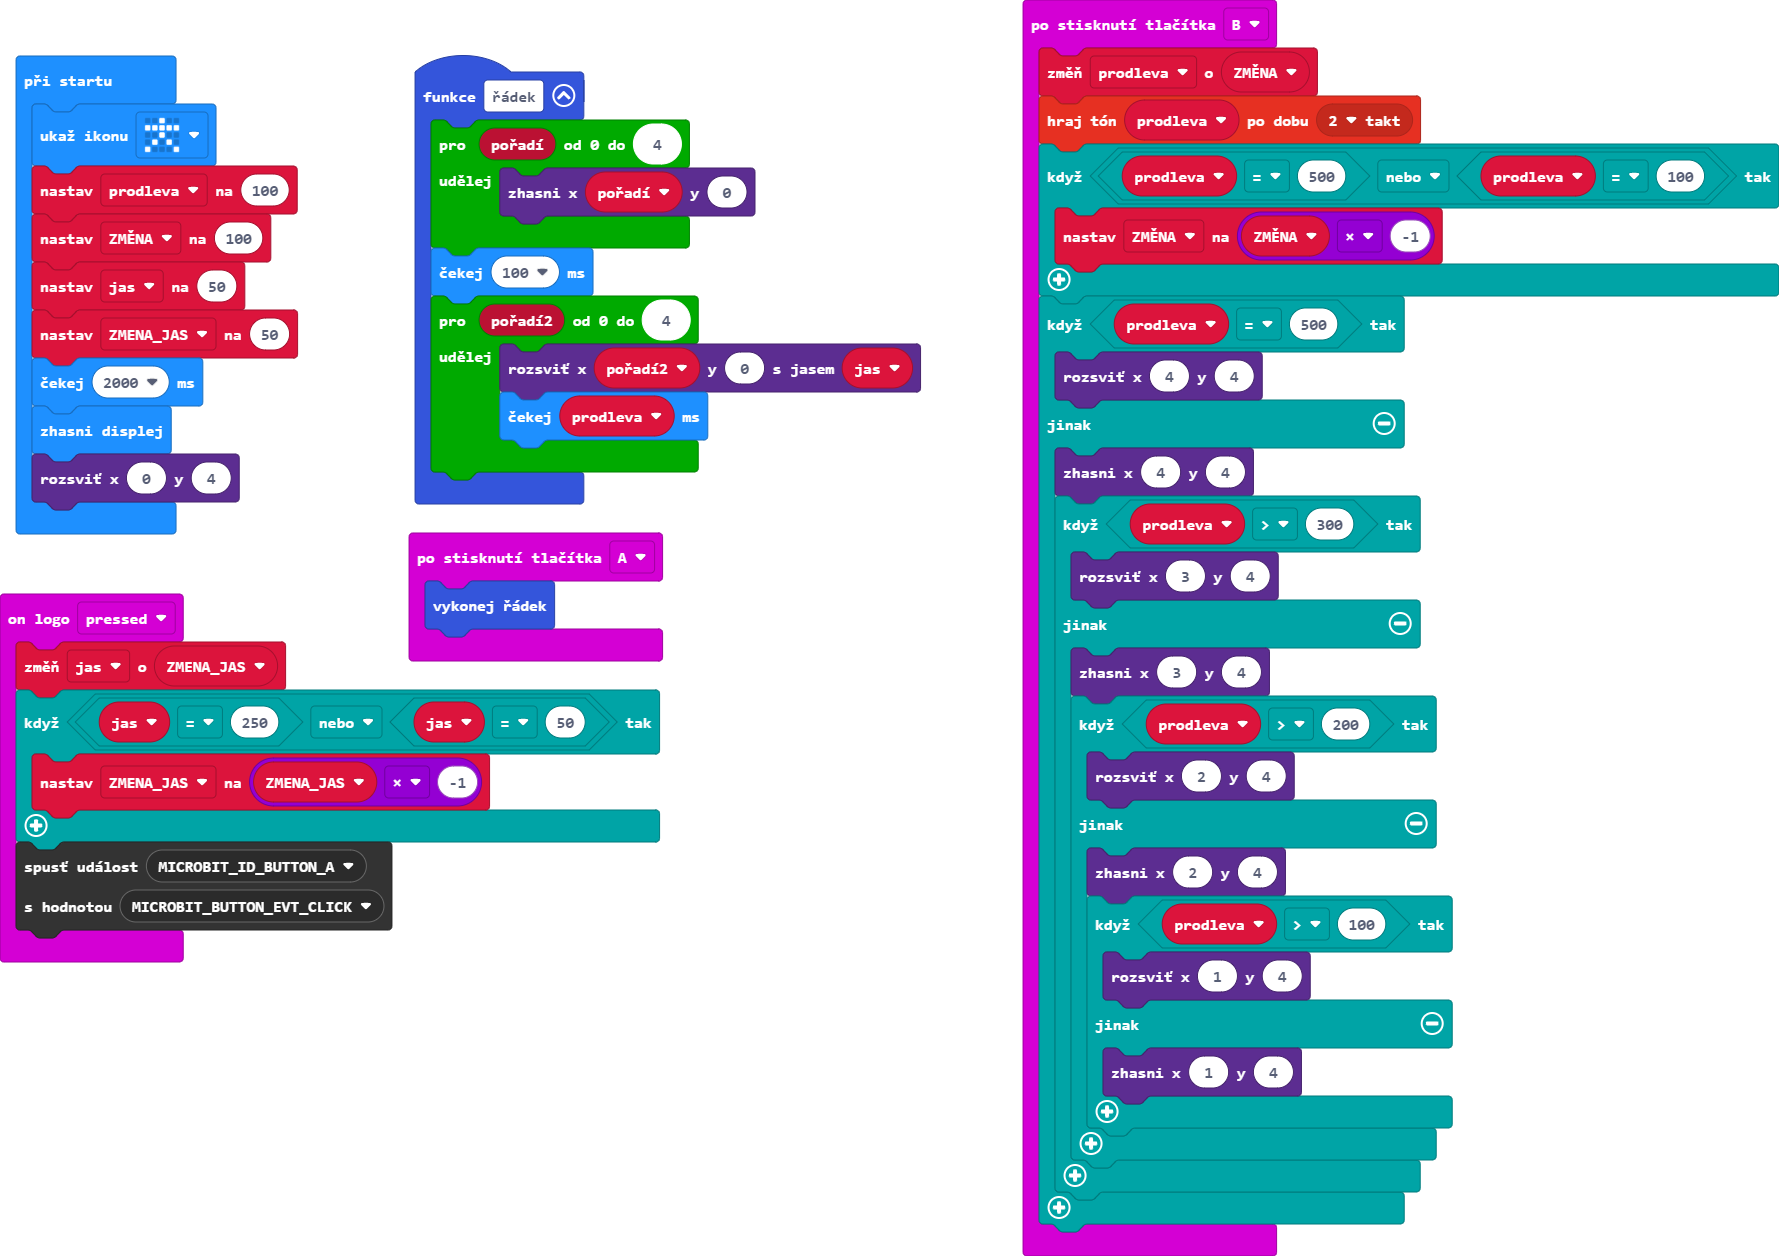 při startu
ukaž ikonu
nastav prodleva na 100
nastav ZMĚNA na 100
nastav jas na 50
nastav ZMENA_JAS na 50
čekej 2000 ms
zhasni displej
rozsviť x 0 y 4
on logo pressed
změň jas o ZMENA_JAS
když jas = 250 nebo jas = 50 tak
nastav ZMENA_JAS na ZMENA_JAS × -1
spusť událost MICROBIT_ID_BUTTON_A
s hodnotou MICROBIT_BUTTON_EVT_CLICK
funkce řádek
pro pořadí od 0 do 4
udělej zhasni x pořadí y 0
čekej 100 ms
pro pořadí2 od 0 do 4
udělej rozsviť x pořadí2 y 0 s jasem jas
čekej prodleva ms
po stisknutí tlačítka A
vykonej řádek
po stisknutí tlačítka B
změň prodleva o ZMĚNA
hraj tón prodleva po dobu 2 takt
když prodleva = 500 nebo prodleva = 100 tak
nastav ZMĚNA na ZMĚNA × -1
když prodleva = 500 tak
rozsviť x 4 y 4
jinak
zhasni x 4 y 4
když prodleva > 300 tak
rozsviť x 3 y 4
jinak
zhasni x 3 y 4
když prodleva > 200 tak
rozsviť x 2 y 4
jinak
zhasni x 2 y 4
když prodleva > 100 tak
rozsviť x 1 y 4
jinak
zhasni x 1 y 4